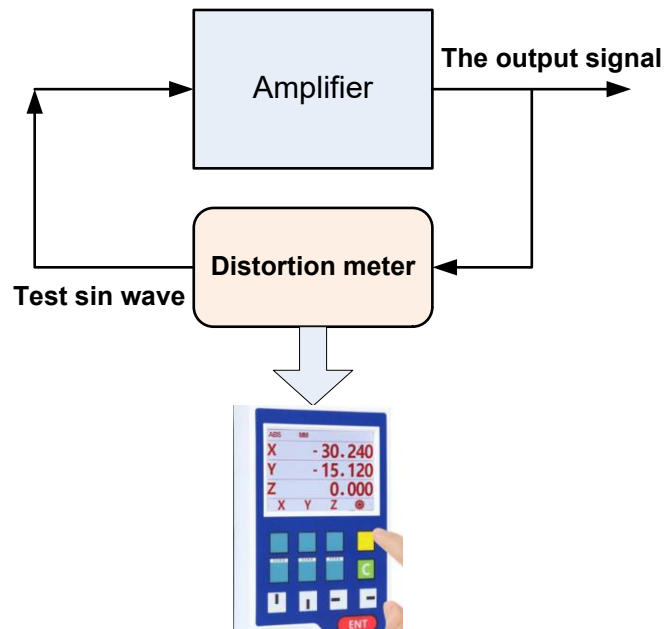 The output signal
Amplifier
Distortion meter
Test sin wave
ABS MM
X - 30.240
Y - 15.120
Z 0.000
X Y Z
C
ENT